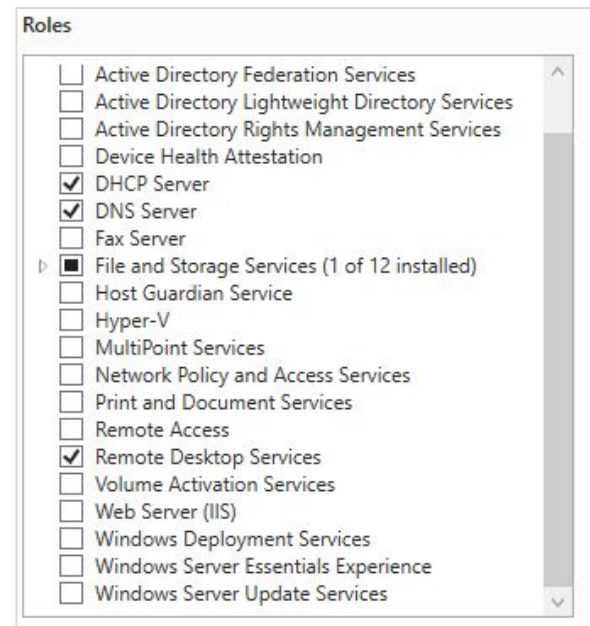 Roles
Active Directory Federation Services
Active Directory Lightweight Directory Services
Active Directory Rights Management Services
Device Health Attestation
DHCP Server
DNS Server
Fax Server
File and Storage Services (1 of 12 installed)
Host Guardian Service
Hyper-V
MultiPoint Services
Network Policy and Access Services
Print and Document Services
Remote Access
Remote Desktop Services
Volume Activation Services
Web Server (IIS)
Windows Deployment Services
Windows Server Essentials Experience
Windows Server Update Services